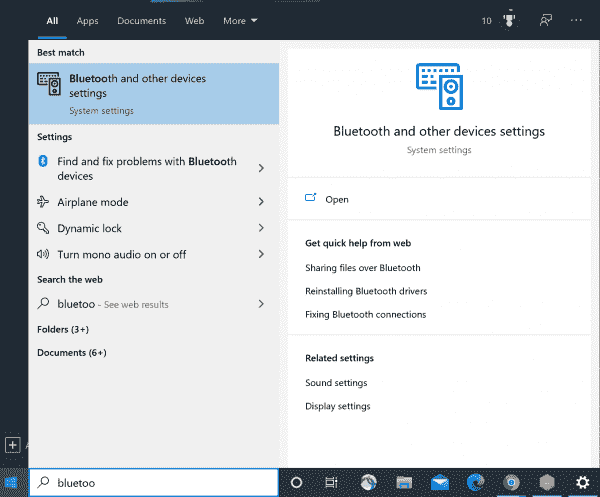 All Apps Documents Web More 10
Best match
Bluetooth and other devices
settings
System settings
Settings
Find and fix problems with Bluetooth
devices
Airplane mode
Dynamic lock
Turn mono audio on or off
Search the web
bluetoo - See web results
Folders (3+)
Documents (6+)
Bluetooth and other devices settings
System settings
Open
Get quick help from web
Sharing files over Bluetooth
Reinstalling Bluetooth drivers
Fixing Bluetooth connections
Related settings
Sound settings
Display settings
bluetoo